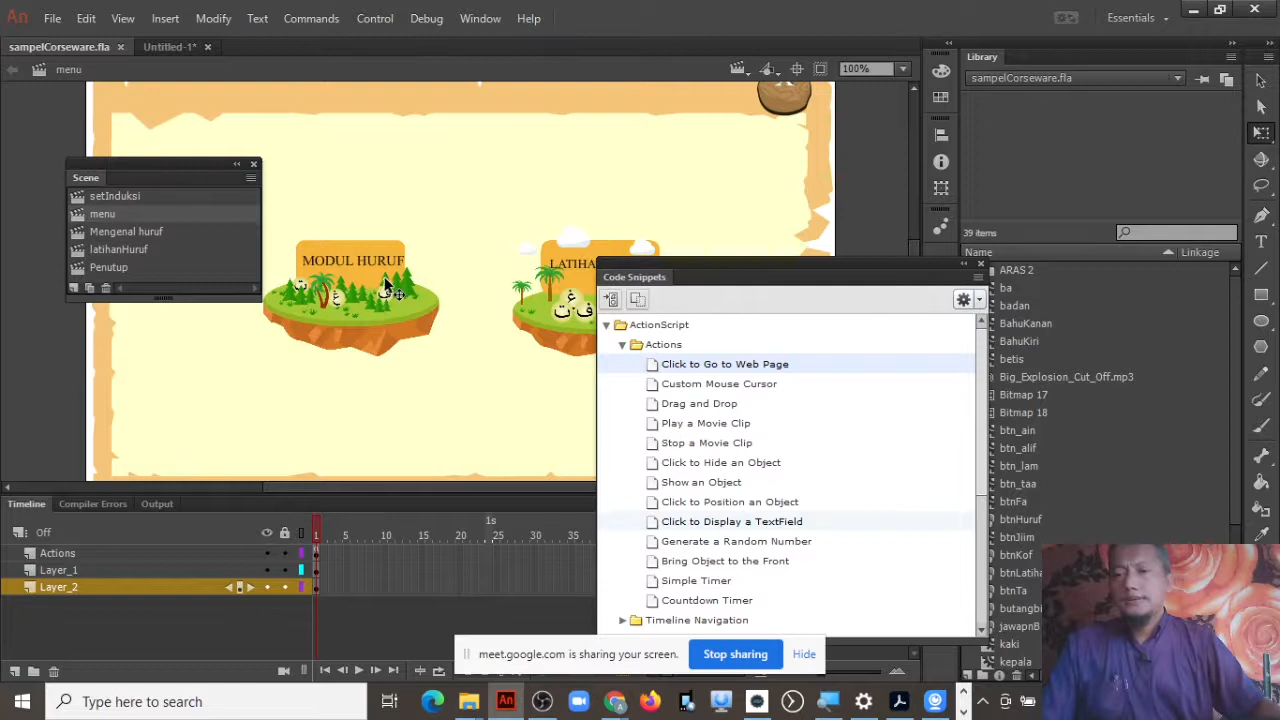 An File Edit View Insert Modify Text Commands Control Debug Window Help Essentials
sampelCorseware.fla × Untitled-1* ×
menu 100%
Library
sampelCorseware.fla
39 items
Name Linkage
ARAS 2
ba
badan
BahuKanan
BahuKiri
betis
Big_Explosion_Cut_Off.mp3
Bitmap 17
Bitmap 18
btn_ain
btn_alif
btn_lam
btn_taa
btnFa
btnHuruf
btnJiim
btnKof
btnLatiha
btnTa
butangbi
jawapnB
kaki
kepala
Scene
setInduksi
menu
Mengenal huruf
latihanHuruf
Penutup
MODUL HURUF
ت
غ
ف
LATIHA
غ
ف.ت
Code Snippets
ActionScript
Actions
Click to Go to Web Page
Custom Mouse Cursor
Drag and Drop
Play a Movie Clip
Stop a Movie Clip
Click to Hide an Object
Show an Object
Click to Position an Object
Click to Display a TextField
Generate a Random Number
Bring Object to the Front
Simple Timer
Countdown Timer
Timeline Navigation
Timeline Compiler Errors Output
Off 1s
1 5 10 15 20 25 30 35
Actions
Layer_1
Layer_2
meet.google.com is sharing your screen. Stop sharing Hide
Type here to search
An